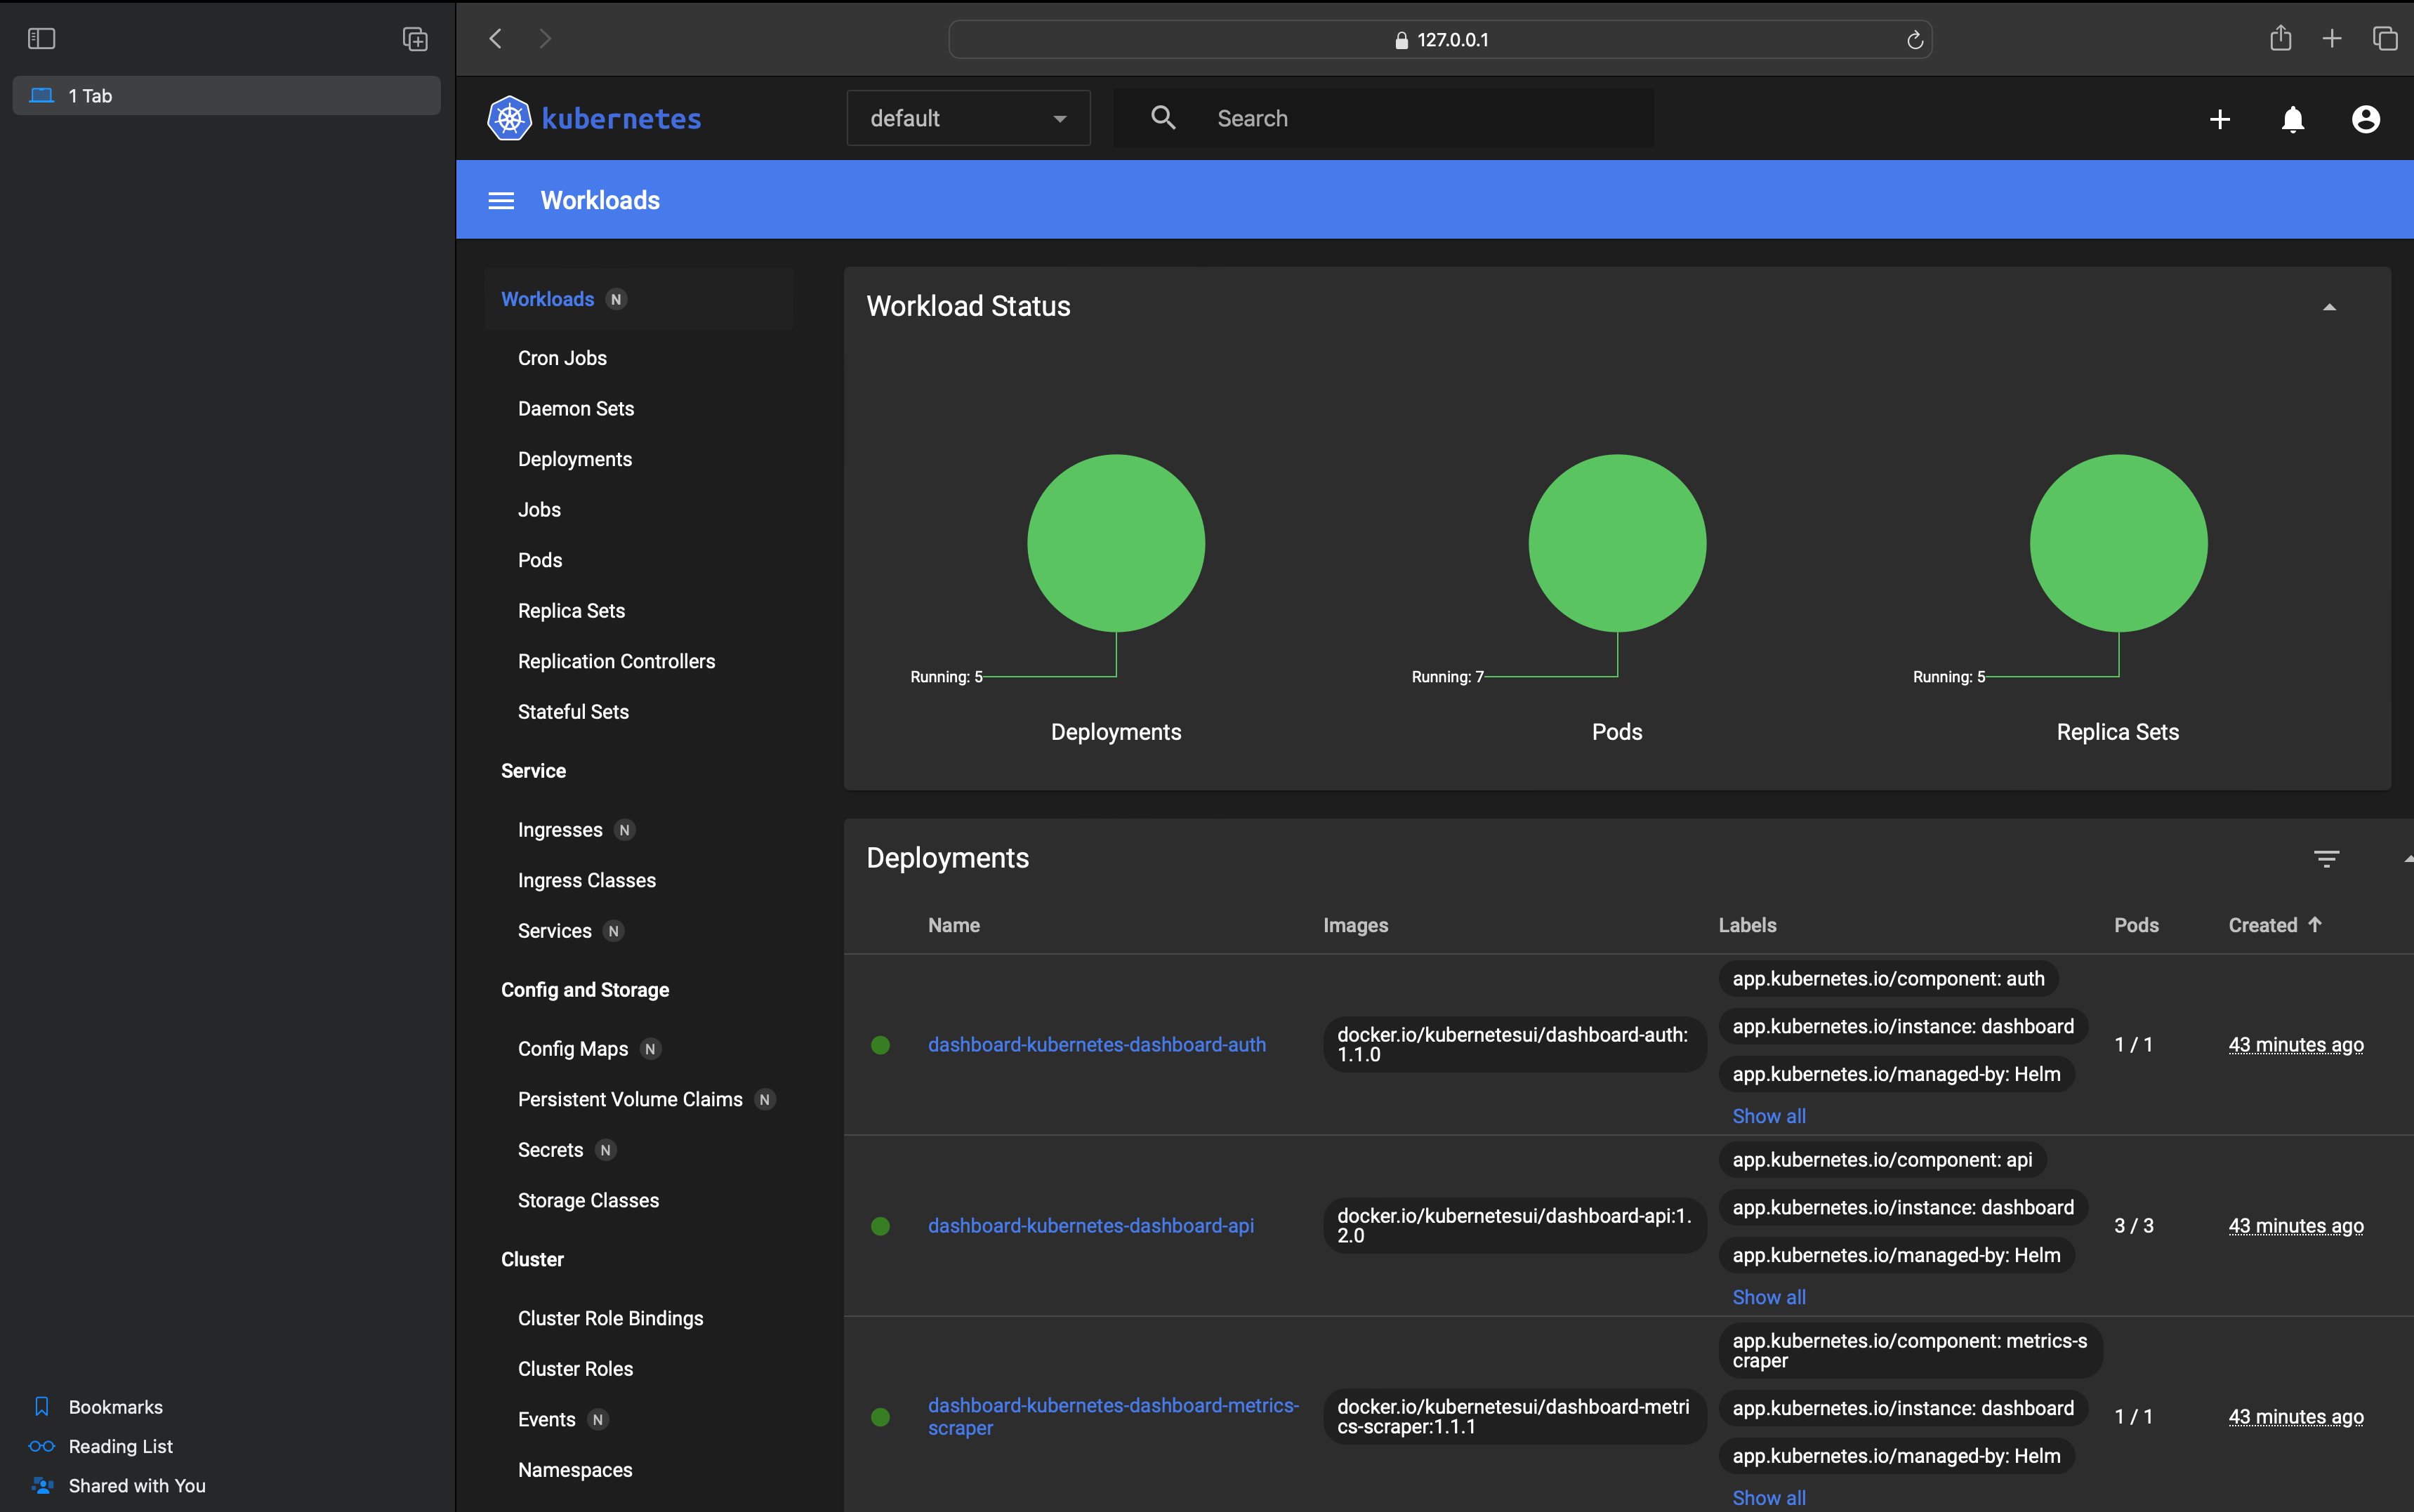 1 Tab
127.0.0.1
kubernetes
default
Search
Workloads
Workloads N
Cron Jobs
Daemon Sets
Deployments
Jobs
Pods
Replica Sets
Replication Controllers
Stateful Sets
Service
Ingresses N
Ingress Classes
Services N
Config and Storage
Config Maps N
Persistent Volume Claims N
Secrets N
Storage Classes
Cluster
Cluster Role Bindings
Cluster Roles
Events N
Namespaces
Bookmarks
Reading List
Shared with You
Workload Status
Running: 5
Deployments
Running: 7
Pods
Running: 5
Replica Sets
Deployments
Name Images Labels Pods Created
dashboard-kubernetes-dashboard-auth
docker.io/kubernetesui/dashboard-auth:
1.1.0
app.kubernetes.io/component: auth
app.kubernetes.io/instance: dashboard
app.kubernetes.io/managed-by: Helm
Show all
1 / 1
43 minutes ago
dashboard-kubernetes-dashboard-api
docker.io/kubernetesui/dashboard-api:1.
2.0
app.kubernetes.io/component: api
app.kubernetes.io/instance: dashboard
app.kubernetes.io/managed-by: Helm
Show all
3 / 3
43 minutes ago
dashboard-kubernetes-dashboard-metrics-
scraper
docker.io/kubernetesui/dashboard-metri
cs-scraper:1.1.1
app.kubernetes.io/component: metrics-s
craper
app.kubernetes.io/instance: dashboard
app.kubernetes.io/managed-by: Helm
Show all
1 / 1
43 minutes ago